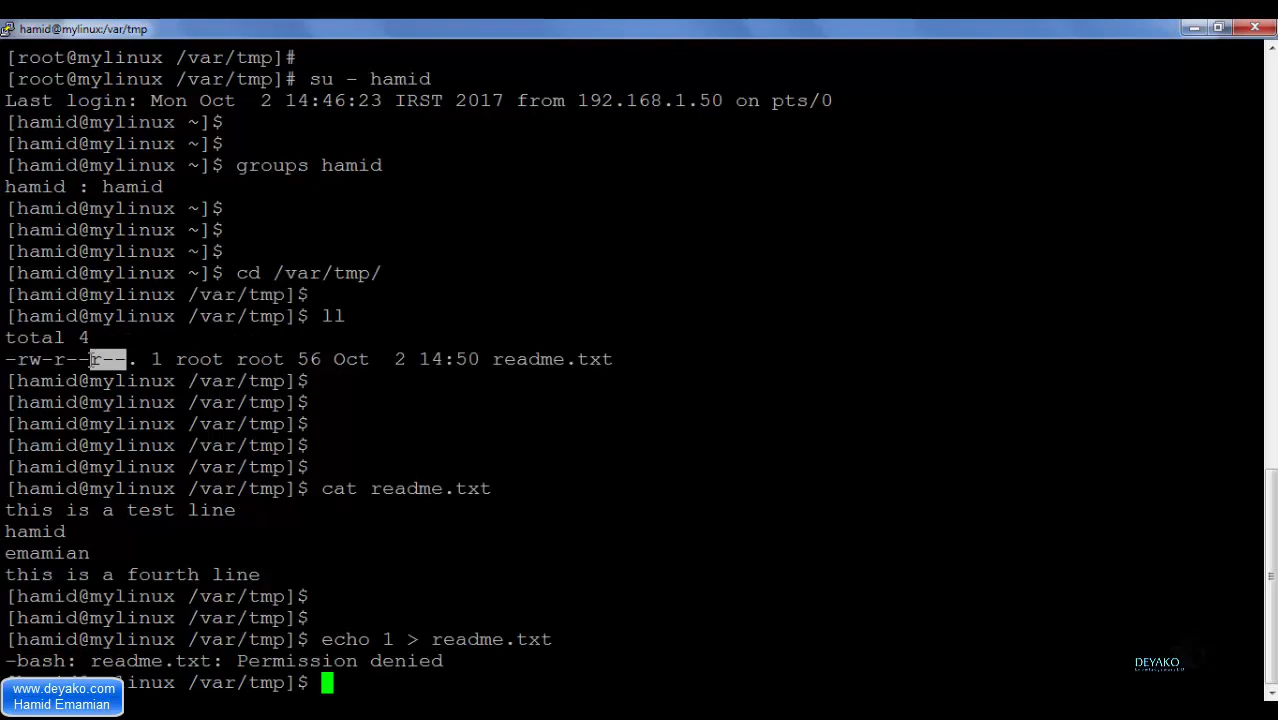 hamid@mylinux:/var/tmp
[root@mylinux /var/tmp]#
[root@mylinux /var/tmp]# su - hamid
Last login: Mon Oct  2 14:46:23 IRST 2017 from 192.168.1.50 on pts/0
[hamid@mylinux ~]$
[hamid@mylinux ~]$
[hamid@mylinux ~]$ groups hamid
hamid : hamid
[hamid@mylinux ~]$
[hamid@mylinux ~]$
[hamid@mylinux ~]$
[hamid@mylinux ~]$ cd /var/tmp/
[hamid@mylinux /var/tmp]$
[hamid@mylinux /var/tmp]$ ll
total 4
-rw-r--r--. 1 root root 56 Oct  2 14:50 readme.txt
[hamid@mylinux /var/tmp]$
[hamid@mylinux /var/tmp]$
[hamid@mylinux /var/tmp]$
[hamid@mylinux /var/tmp]$
[hamid@mylinux /var/tmp]$
[hamid@mylinux /var/tmp]$ cat readme.txt
this is a test line
hamid
emamian
this is a fourth line
[hamid@mylinux /var/tmp]$
[hamid@mylinux /var/tmp]$
[hamid@mylinux /var/tmp]$ echo 1 > readme.txt
-bash: readme.txt: Permission denied
[hamid@mylinux /var/tmp]$
www.deyako.com
Hamid Emamian
DEYAKO